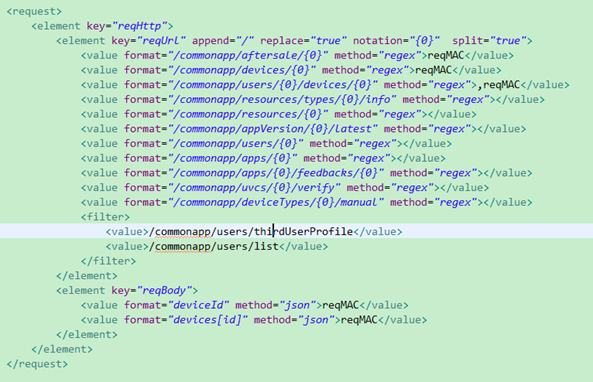 <request>
<element key="reqHttp">
<element key="reqUrl" append="/" replace="true" notation="{0}"  split="true">
<value format="/commonapp/aftersale/{0}" method="regex">reqMAC</value>
<value format="/commonapp/devices/{0}" method="regex">reqMAC</value>
<value format="/commonapp/users/{0}/devices/{0}" method="regex">,reqMAC</value>
<value format="/commonapp/resources/types/{0}/info" method="regex"></value>
<value format="/commonapp/resources/{0}" method="regex"></value>
<value format="/commonapp/appVersion/{0}/latest" method="regex"></value>
<value format="/commonapp/users/{0}" method="regex"></value>
<value format="/commonapp/apps/{0}" method="regex"></value>
<value format="/commonapp/apps/{0}/feedbacks/{0}" method="regex"></value>
<value format="/commonapp/uvcs/{0}/verify" method="regex"></value>
<value format="/commonapp/deviceTypes/{0}/manual" method="regex"></value>
<filter>
<value>/commonapp/users/thirdUserProfile</value>
<value>/commonapp/users/list</value>
</filter>
</element>
<element key="reqBody">
<value format="deviceId" method="json">reqMAC</value>
<value format="devices[id]" method="json">reqMAC</value>
</element>
</element>
</request>